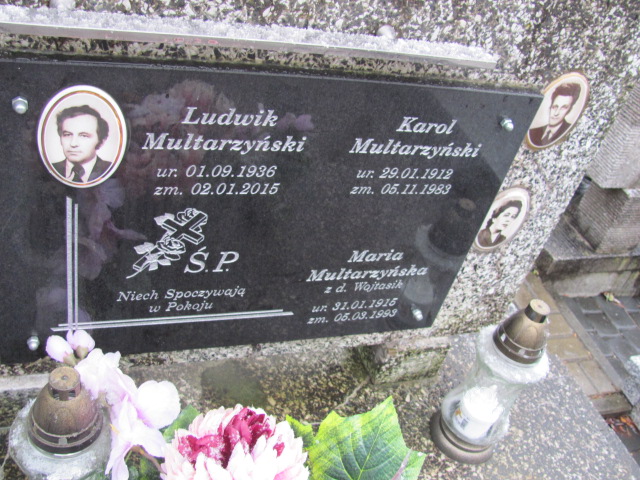 Ludwik
Multarzyński
ur. 01.09.1936
zm. 02.01.2015
Ś.P.
Niech Spoczywają
w Pokoju
Karol
Multarzyński
ur. 29.01.1912
zm. 05.11.1983
Maria
Multarzyńska
z d. Wojtasik
ur. 31.01.1915
zm. 05.03.1993